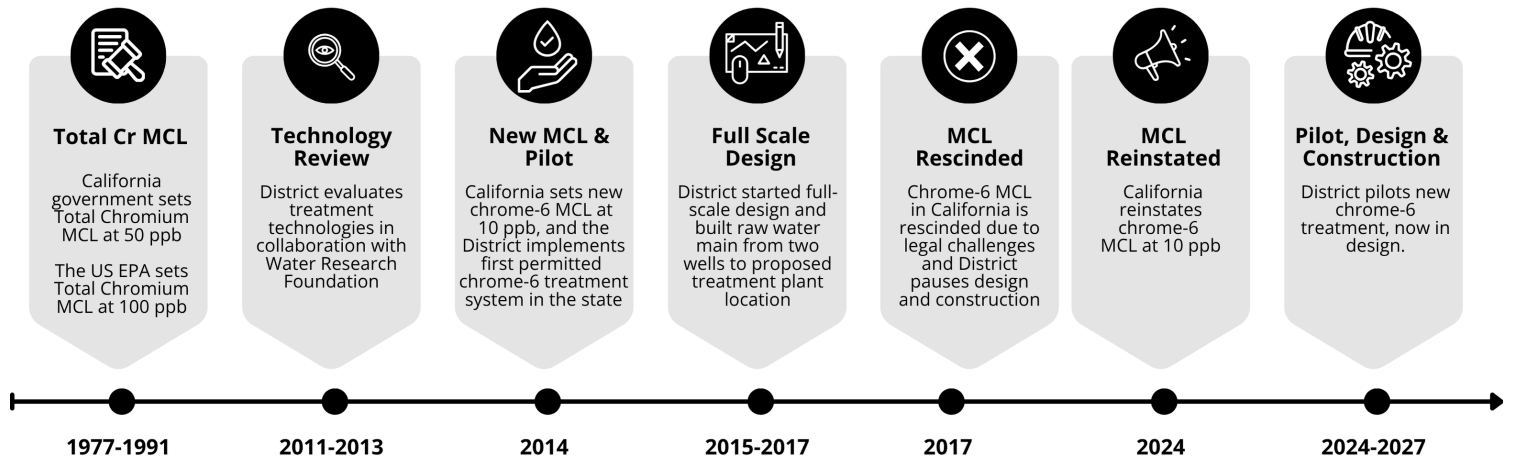 Total Cr MCL
California
government sets
Total Chromium
MCL at 50 ppb
The US EPA sets
Total Chromium
MCL at 100 ppb
1977-1991
Technology
Review
District evaluates
treatment
technologies in
collaboration with
Water Research
Foundation
2011-2013
New MCL &
Pilot
California sets new
chrome-6 MCL at
10 ppb, and the
District implements
first permitted
chrome-6 treatment
system in the state
2014
Full Scale
Design
District started full-
scale design and
built raw water
main from two
wells to proposed
treatment plant
location
2015-2017
MCL
Rescinded
Chrome-6 MCL
in California is
rescinded due to
legal challenges
and District
pauses design
and construction
2017
MCL
Reinstated
California
reinstates
chrome-6
MCL at 10 ppb
2024
Pilot, Design &
Construction
District pilots new
chrome-6
treatment, now in
design.
2024-2027